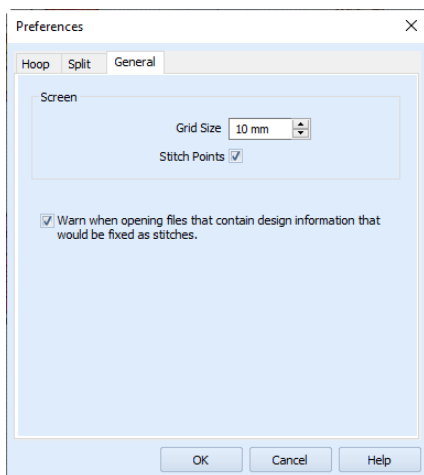 Preferences
Hoop Split General
Screen
Grid Size 10 mm
Stitch Points
Warn when opening files that contain design information that
would be fixed as stitches.
OK Cancel Help